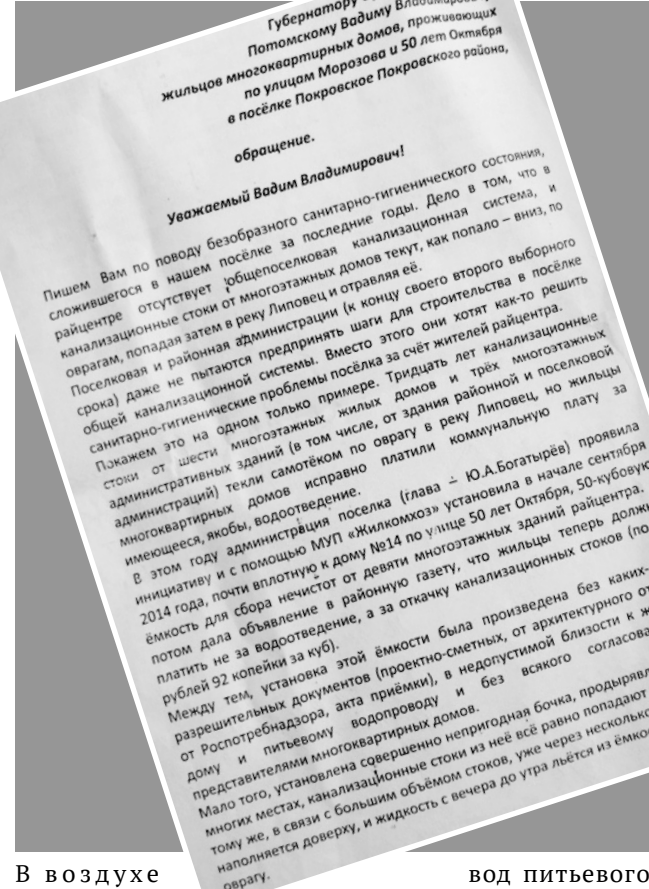 Губернатору
Потомскому Вадиму Владимировичу
жильцов многоквартирных домов, проживающих
по улицам Морозова и 50 лет Октября
в посёлке Покровское Покровского района,
обращение.
Уважаемый Вадим Владимирович!
Пишем Вам по поводу безобразного санитарно-гигиенического состояния,
сложившегося в нашем посёлке за последние годы. Дело в том, что в
райцентре отсутствует общепоселковая канализационная система, и
канализационные стоки от многоэтажных домов текут, как попало – вниз, по
оврагам, попадая затем в реку Липовец и отравляя её.
Поселковая и районная администрации (к концу своего второго выборного
срока) даже не пытаются предпринять шаги для строительства в посёлке
общей канализационной системы. Вместо этого они хотят как-то решить
санитарно-гигиенические проблемы посёлка за счёт жителей райцентра.
Покажем это на одном только примере. Тридцать лет канализационные
стоки от шести многоэтажных жилых домов и трёх многоэтажных
административных зданий (в том числе, от здания районной и поселковой
администраций) текли самотёком по оврагу в реку Липовец, но жильцы
многоквартирных домов исправно платили коммунальную плату за
имеющееся, якобы, водоотведение.
В этом году администрация поселка (глава – Ю.А.Богатырёв) проявила
инициативу и с помощью МУП «Жилкомхоз» установила в начале сентября
2014 года, почти вплотную к дому №14 по улице 50 лет Октября, 50-кубовую
ёмкость для сбора нечистот от девяти многоэтажных зданий райцентра.
потом дала объявление в районную газету, что жильцы теперь должн
платить не за водоотведение, а за откачку канализационных стоков (по
рублей 92 копейки за куб).
Между тем, установка этой ёмкости была произведена без каких-
разрешительных документов (проектно-сметных, от архитектурного от
от Роспотребнадзора, акта приёмки), в недопустимой близости к ж
дому и питьевому водопроводу и без всякого согласова
представителями многоквартирных домов.
Мало того, установлена совершенно непригодная бочка, продырявл
многих местах, канализационные стоки из неё всё равно попадают
тому же, в связи с большим объёмом стоков, уже через несколько
наполняется доверху, и жидкость с вечера до утра льётся из ёмкос
оврагу.
В воздухе вод питьевого